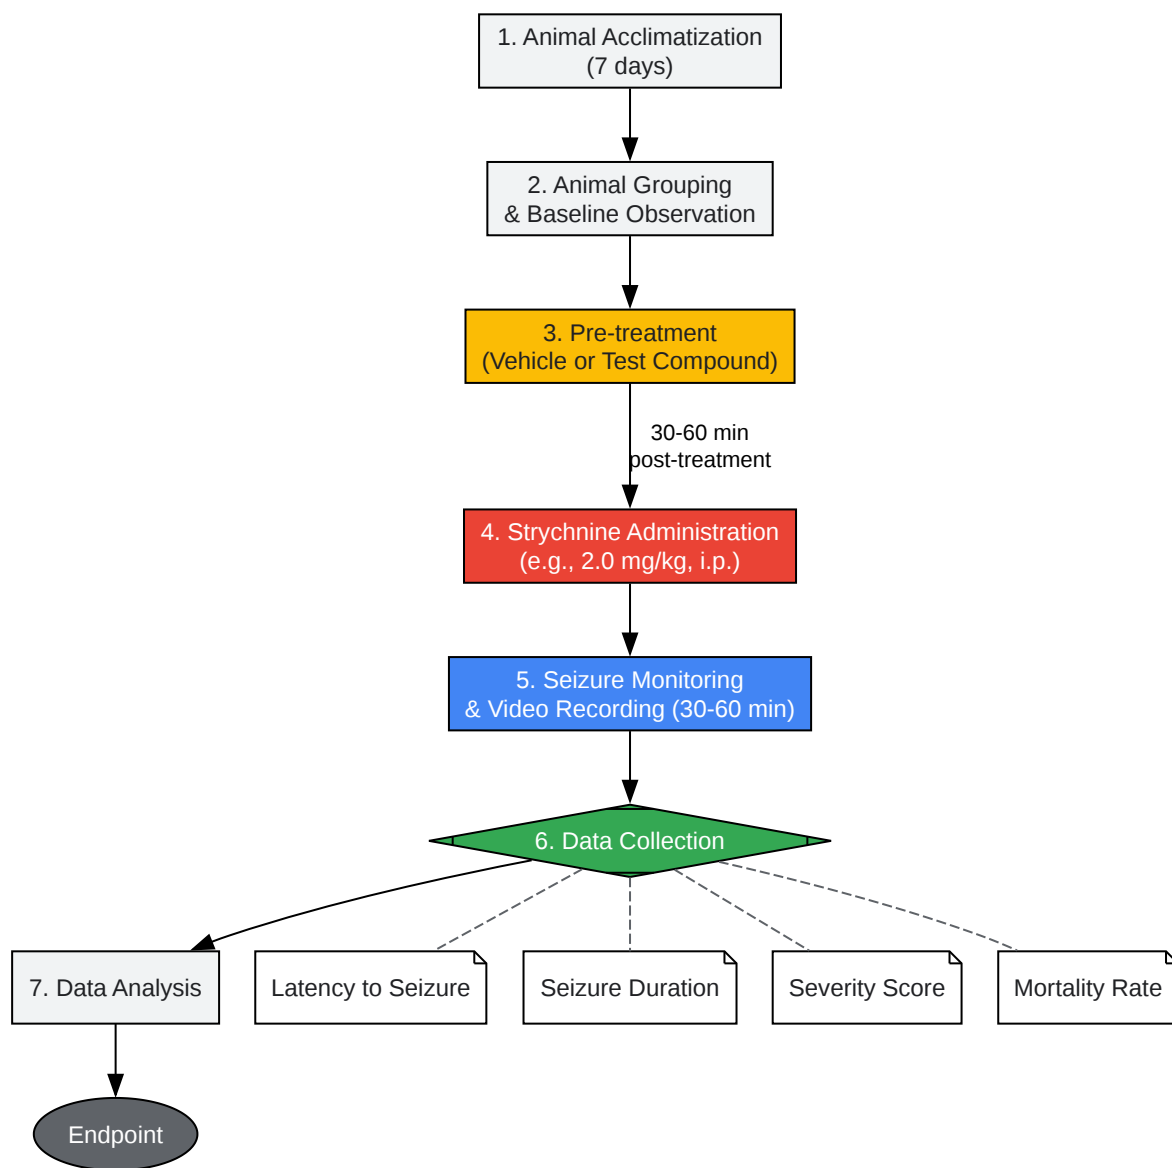 1. Animal Acclimatization
(7 days)
2. Animal Grouping
& Baseline Observation
3. Pre-treatment
(Vehicle or Test Compound)
30-60 min
post-treatment
4. Strychnine Administration
(e.g., 2.0 mg/kg, i.p.)
5. Seizure Monitoring
& Video Recording (30-60 min)
6. Data Collection
7. Data Analysis
Latency to Seizure
Seizure Duration
Severity Score
Mortality Rate
Endpoint